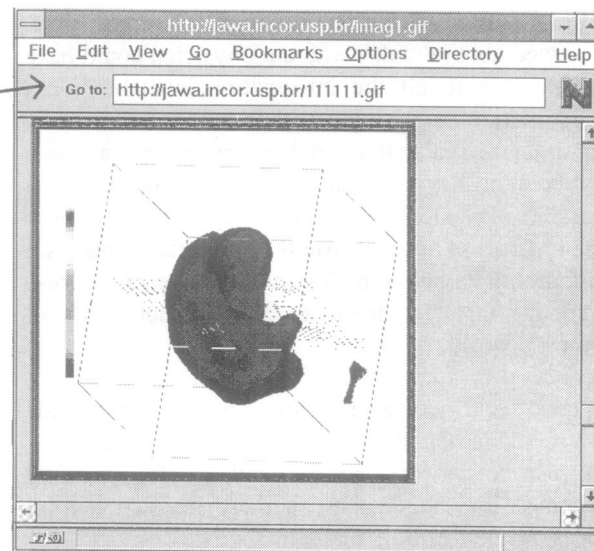 http://jawa.incor.usp.br/imag1.gif
File Edit View Go Bookmarks Options Directory Help
Go to: http://jawa.incor.usp.br/111111.gif N